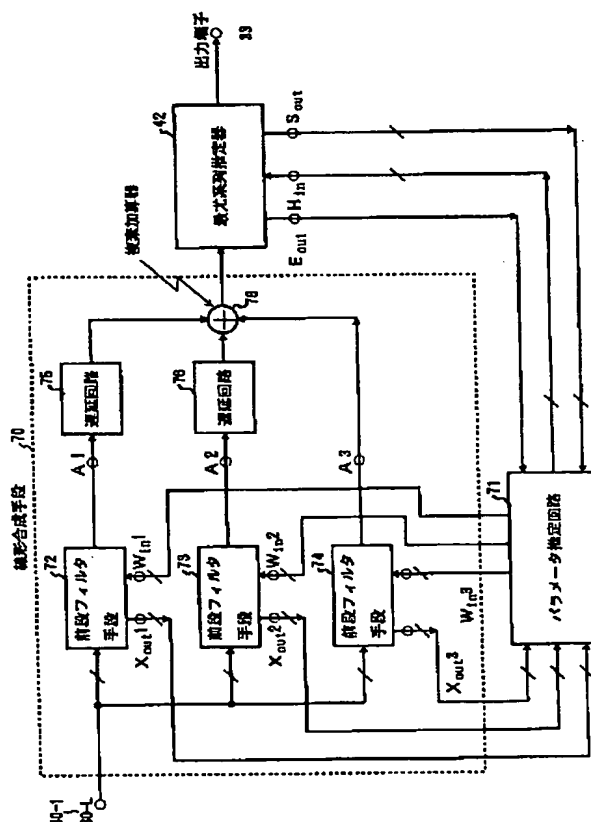 線形合成手段
70
40-1
40-L
72
前段フィルタ
手段
Xout1
Win1
A1
75
遅延回路
73
前段フィルタ
手段
Xout2
Win2
A2
76
遅延回路
74
前段フィルタ
手段
Xout3
Win3
A3
複素加算器
78
42
最尤系列推定器
出力端子
33
Eout
Hin
Sout
71
パラメータ推定回路